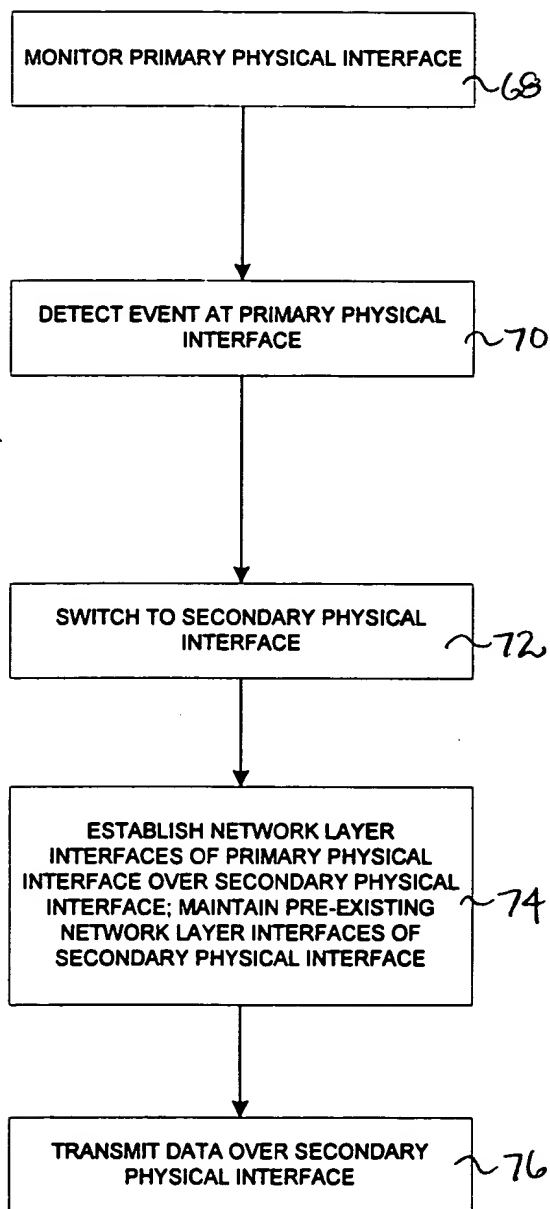 MONITOR PRIMARY PHYSICAL INTERFACE
68
DETECT EVENT AT PRIMARY PHYSICAL
INTERFACE
70
SWITCH TO SECONDARY PHYSICAL
INTERFACE
72
ESTABLISH NETWORK LAYER
INTERFACES OF PRIMARY PHYSICAL
INTERFACE OVER SECONDARY PHYSICAL
INTERFACE; MAINTAIN PRE-EXISTING
NETWORK LAYER INTERFACES OF
SECONDARY PHYSICAL INTERFACE
74
TRANSMIT DATA OVER SECONDARY
PHYSICAL INTERFACE
76